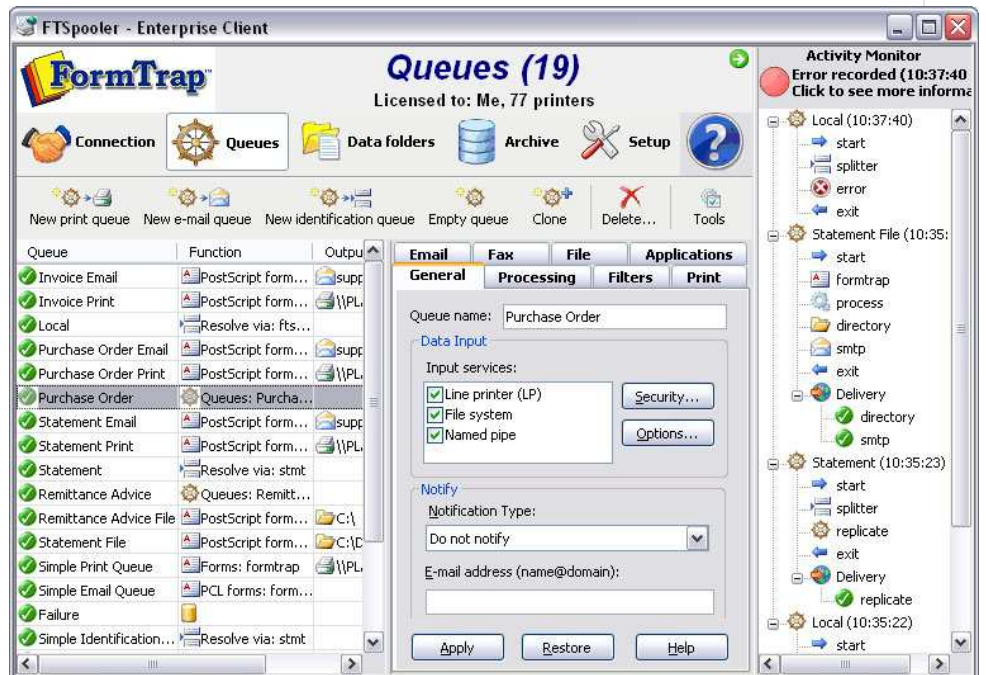 FTSpooler - Enterprise Client
FormTrap
Queues (19)
Licensed to: Me, 77 printers
Connection
Queues
Data folders
Archive
Setup
New print queue
New e-mail queue
New identification queue
Empty queue
Clone
Delete...
Tools
Queue Function Outpu
Invoice Email PostScript form... supp
Invoice Print PostScript form... \\PL
Local Resolve via: fts...
Purchase Order Email PostScript form... supp
Purchase Order Print PostScript form... \\PL
Purchase Order Queues: Purcha...
Statement Email PostScript form... supp
Statement Print PostScript form... \\PL
Statement Resolve via: stmt
Remittance Advice Queues: Remitt...
Remittance Advice File PostScript form... C:\
Statement File PostScript form... C:\D
Simple Print Queue Forms: formtrap \\PL
Simple Email Queue PCL forms: form...
Failure
Simple Identification... Resolve via: stmt
Email Fax File Applications
General Processing Filters Print
Queue name: Purchase Order
Data Input
Input services:
Line printer (LP)
File system
Named pipe
Security...
Options...
Notify
Notification Type:
Do not notify
E-mail address (name@domain):
Apply Restore Help
Activity Monitor
Error recorded (10:37:40
Click to see more informa
Local (10:37:40)
start
splitter
error
exit
Statement File (10:35:
start
formtrap
process
directory
smtp
exit
Delivery
directory
smtp
Statement (10:35:23)
start
splitter
replicate
exit
Delivery
replicate
Local (10:35:22)
start